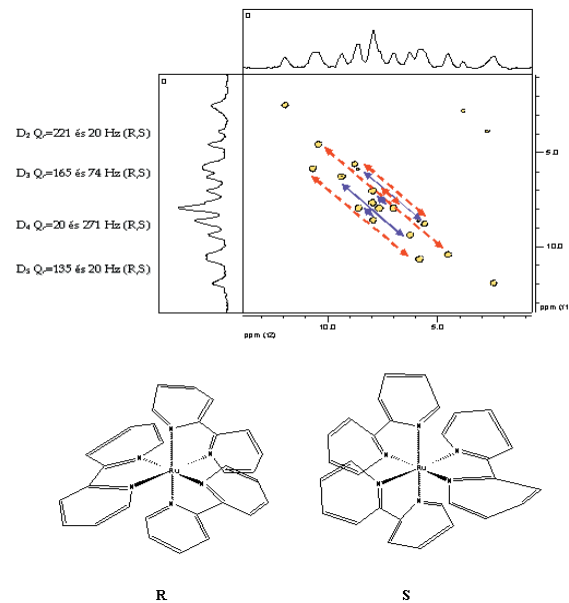 D₂ Qᵣ=221 és 20 Hz (R,S)
D₃ Qᵣ=165 és 74 Hz (R,S)
D₄ Qᵣ=20 és 271 Hz (R,S)
D₅ Qᵣ=135 és 20 Hz (R,S)
5.0
10.0
ppm (t1
10.0 5.0
ppm (t2)
N N
N N
N Ru N
N N
N Ru N
N N
N N
R S